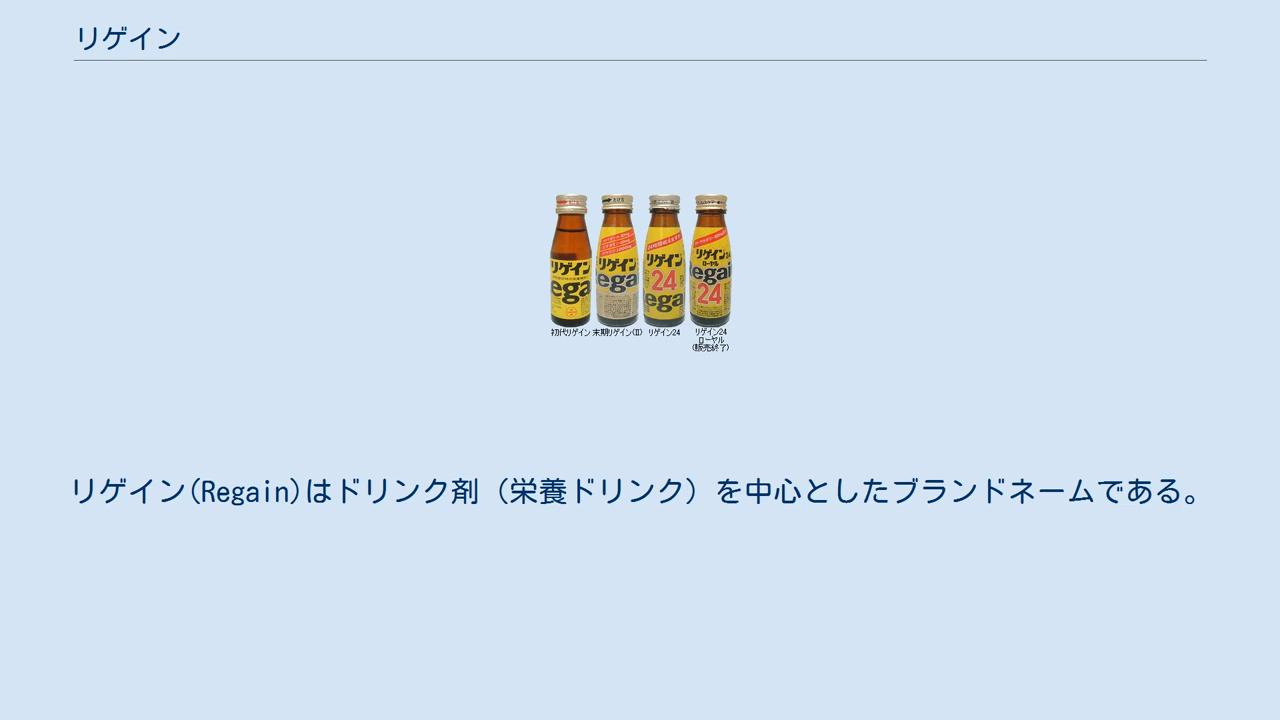 リゲイン
リゲイン
ega
リゲイン
ega
リゲイン
24
ega
リゲイン24
ローヤル
egai
24
初代リゲイン 末期リゲイン(II) リゲイン24 リゲイン24
ローヤル
(販売終了)
リゲイン(Regain)はドリンク剤（栄養ドリンク）を中心としたブランドネームである。